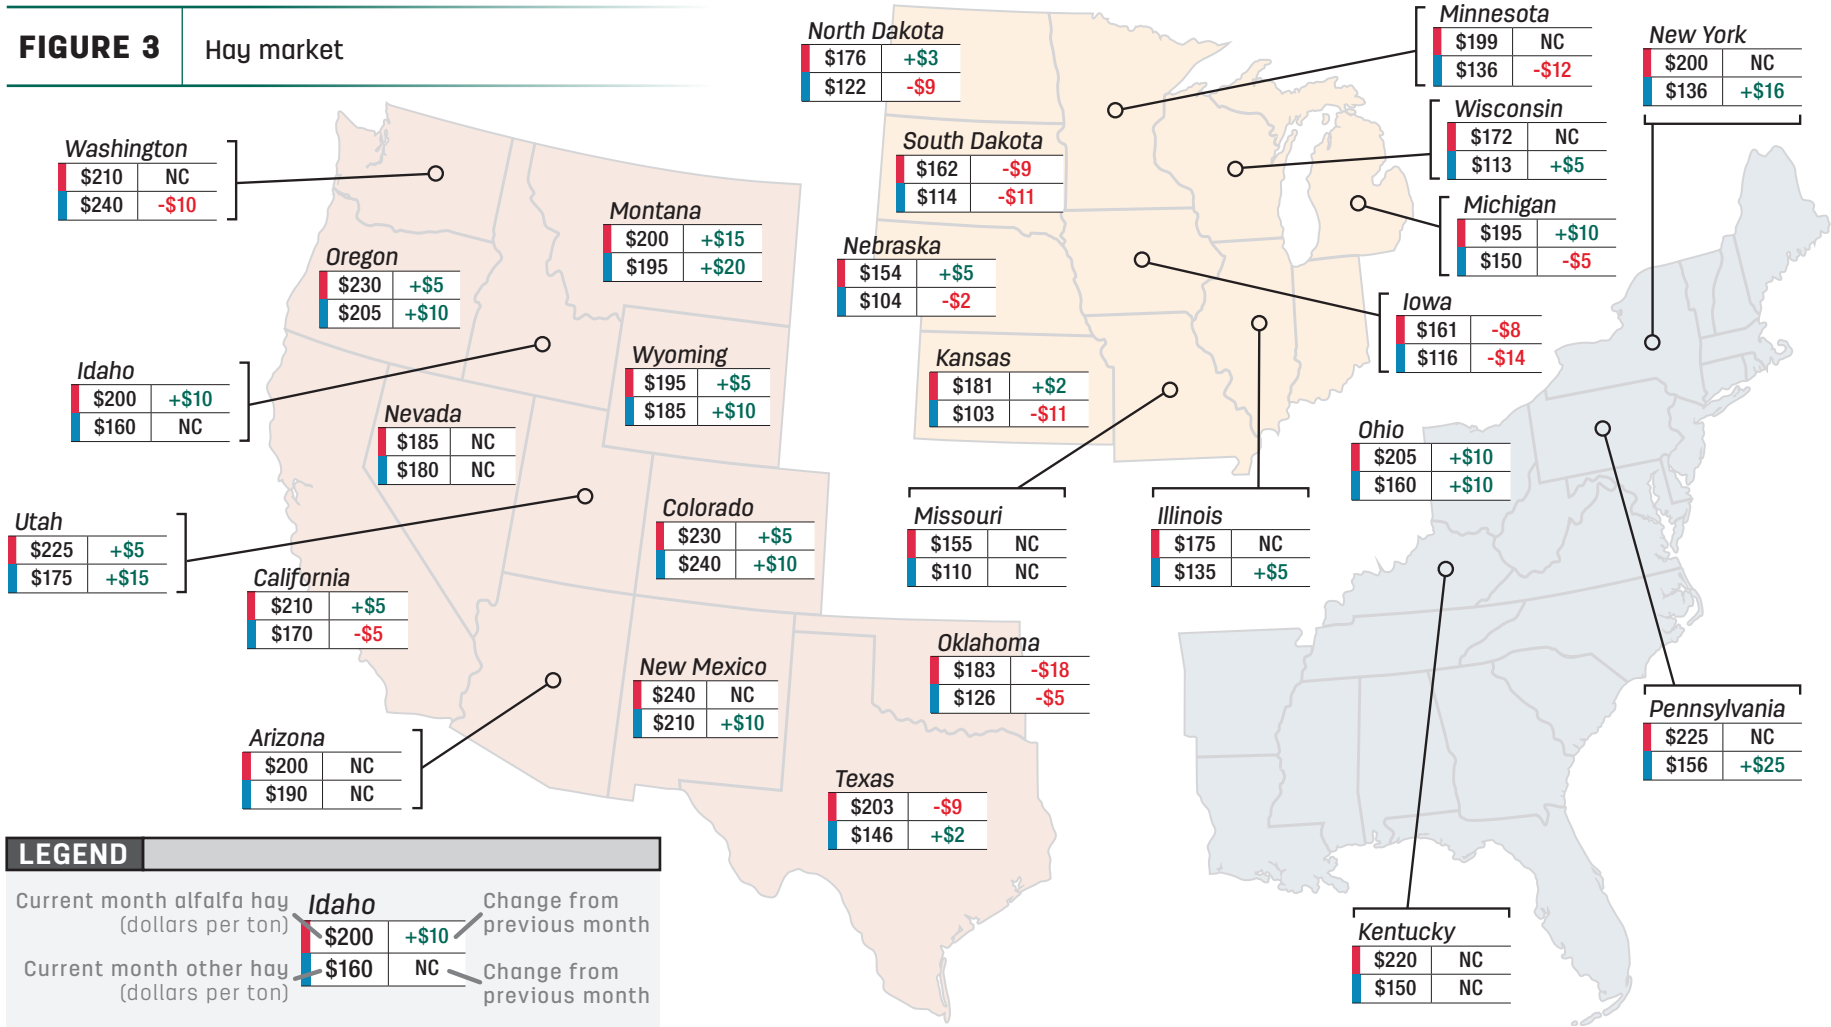 FIGURE 3
Hay market
Washington
$210 NC
$240 -$10
Oregon
$230 +$5
$205 +$10
Montana
$200 +$15
$195 +$20
Idaho
$200 +$10
$160 NC
Wyoming
$195 +$5
$185 +$10
Nevada
$185 NC
$180 NC
Utah
$225 +$5
$175 +$15
Colorado
$230 +$5
$240 +$10
California
$210 +$5
$170 -$5
New Mexico
$240 NC
$210 +$10
Arizona
$200 NC
$190 NC
Oklahoma
$183 -$18
$126 -$5
Texas
$203 -$9
$146 +$2
North Dakota
$176 +$3
$122 -$9
South Dakota
$162 -$9
$114 -$11
Nebraska
$154 +$5
$104 -$2
Kansas
$181 +$2
$103 -$11
Minnesota
$199 NC
$136 -$12
Wisconsin
$172 NC
$113 +$5
Michigan
$195 +$10
$150 -$5
Iowa
$161 -$8
$116 -$14
Missouri
$155 NC
$110 NC
Illinois
$175 NC
$135 +$5
New York
$200 NC
$136 +$16
Ohio
$205 +$10
$160 +$10
Pennsylvania
$225 NC
$156 +$25
Kentucky
$220 NC
$150 NC
LEGEND
Current month alfalfa hay
(dollars per ton)
Current month other hay
(dollars per ton)
Idaho
$200 +$10
$160 NC
Change from
previous month
Change from
previous month